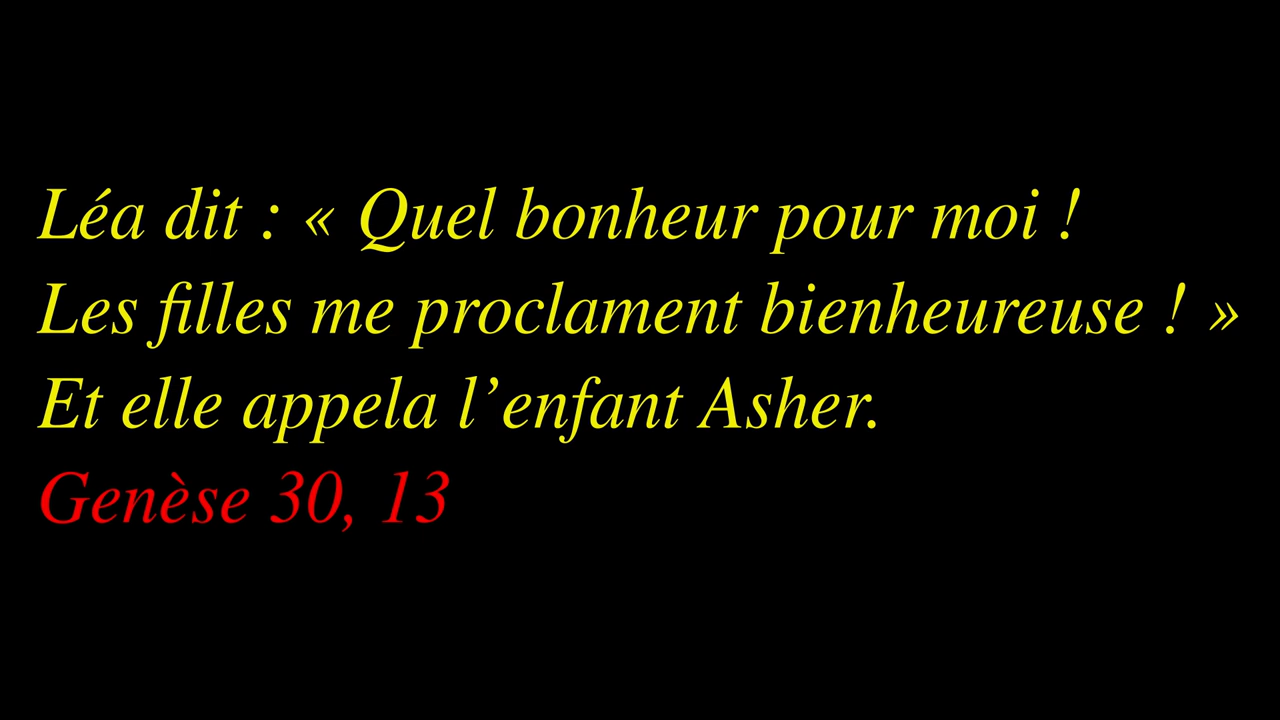 Léa dit : « Quel bonheur pour moi !
Les filles me proclament bienheureuse ! »
Et elle appela l’enfant Asher.
Genèse 30, 13